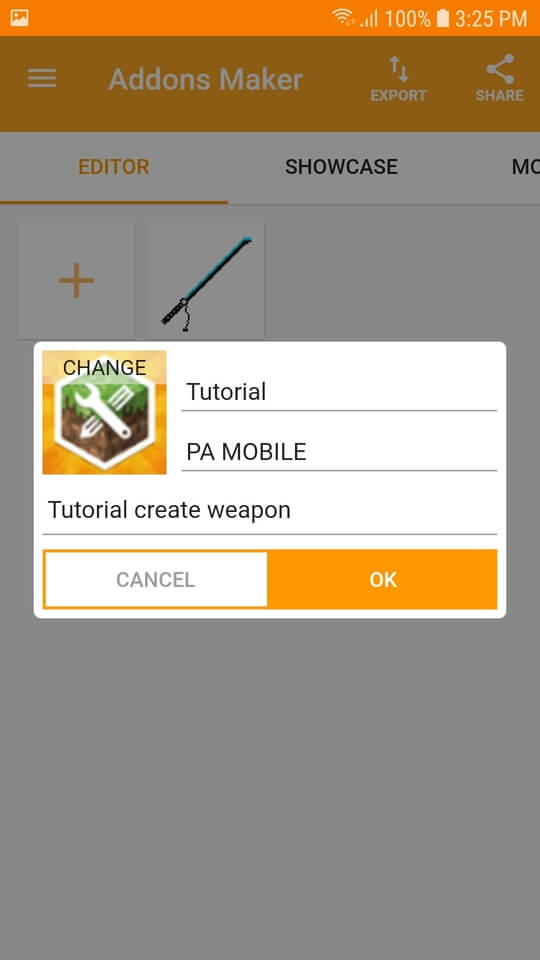 100% 3:25 PM
Addons Maker
EXPORT
SHARE
EDITOR
SHOWCASE
MO
CHANGE
Tutorial
PA MOBILE
Tutorial create weapon
CANCEL
OK